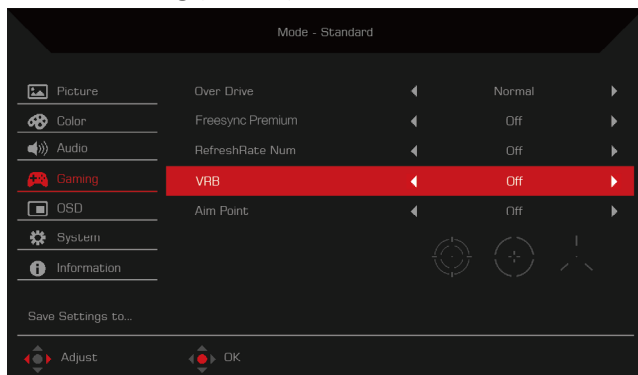 Mode - Standard
Picture
Over Drive Normal
Color
Freesync Premium Off
Audio
RefreshRate Num Off
Gaming
VRB Off
OSD
Aim Point Off
System
Information
Save Settings to...
Adjust OK